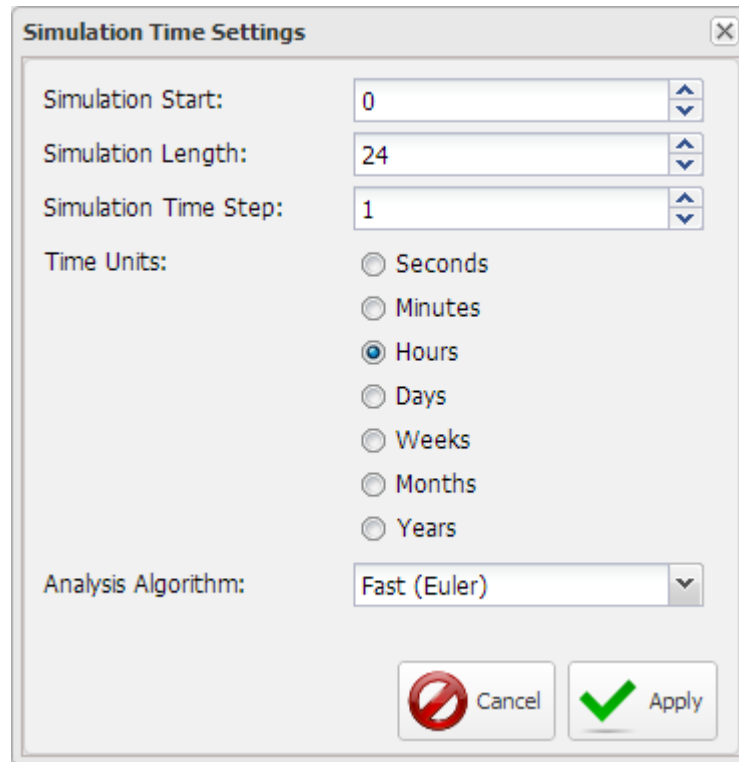 Simulation Time Settings
Simulation Start: 0
Simulation Length: 24
Simulation Time Step: 1
Time Units: Seconds
Minutes
Hours
Days
Weeks
Months
Years
Analysis Algorithm: Fast (Euler)
Cancel Apply